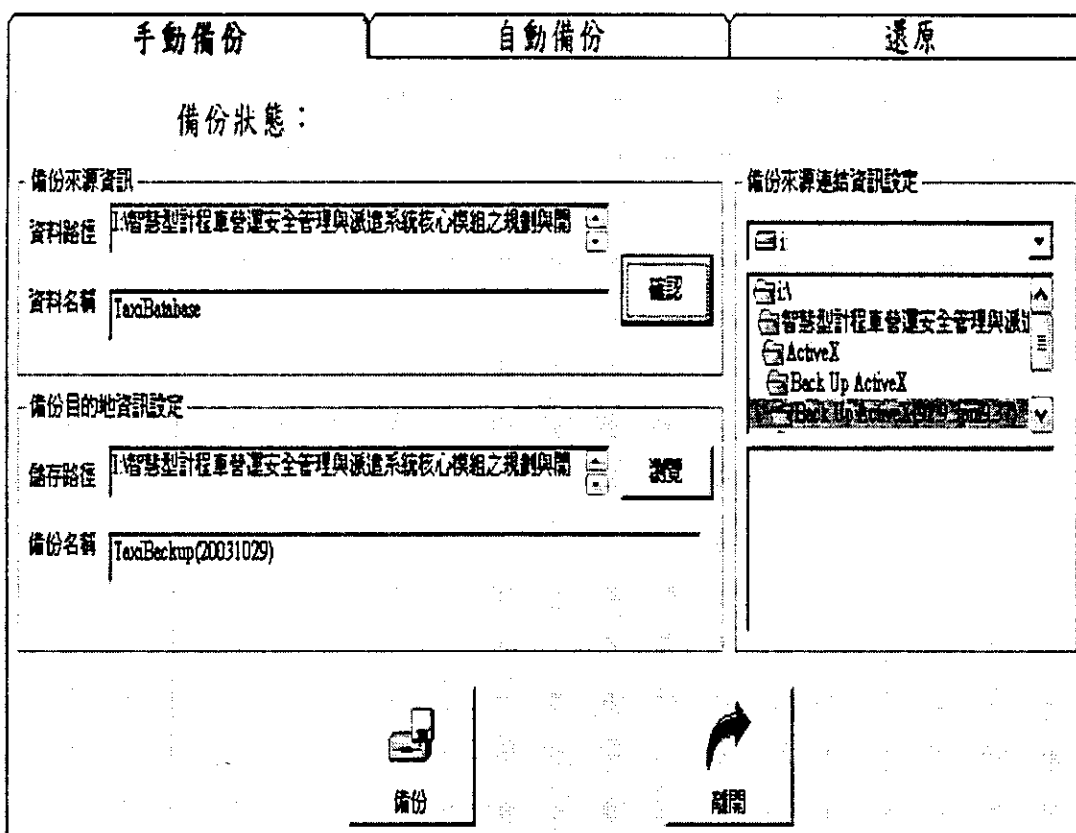 手動備份
自動備份
還原
備份狀態：
備份來源資訊
資料路徑
I:\智慧型計程車營運安全管理與派遣系統核心模組之規劃與開
資料名稱
TaxiBatabase
確認
備份目的地資訊設定
儲存路徑
I:\智慧型計程車營運安全管理與派遣系統核心模組之規劃與開
瀏覽
備份名稱
TaxiBackup(20031029)
備份來源連結資訊設定
i:
i:\
智慧型計程車營運安全管理與派
ActiveX
Back Up ActiveX
Back Up ActiveX
備份
離開